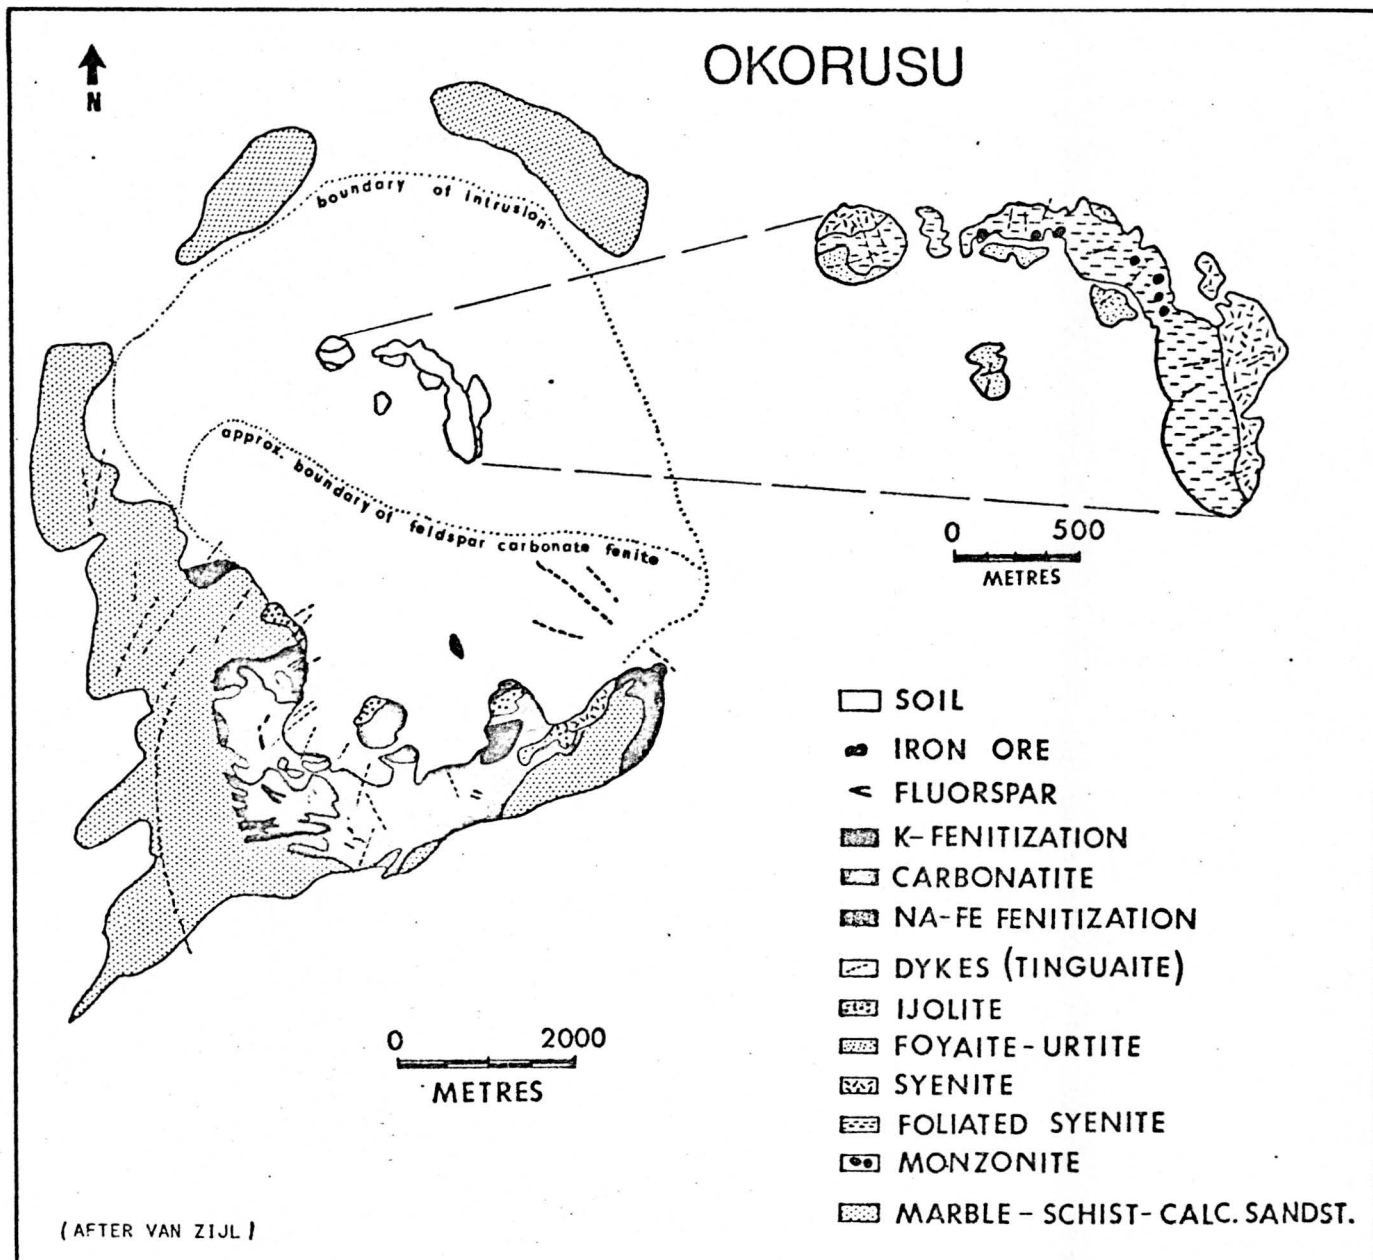 OKORUSU
N
boundary of intrusion
approx. boundary of feldspar carbonate fenite
0 500
METRES
SOIL
IRON ORE
FLUORSPAR
K-FENITIZATION
CARBONATITE
NA-FE FENITIZATION
DYKES (TINGUAITE)
IJOLITE
FOYAITE-URTITE
SYENITE
FOLIATED SYENITE
MONZONITE
MARBLE-SCHIST-CALC. SANDST.
0 2000
METRES
(AFTER VAN ZIJL)